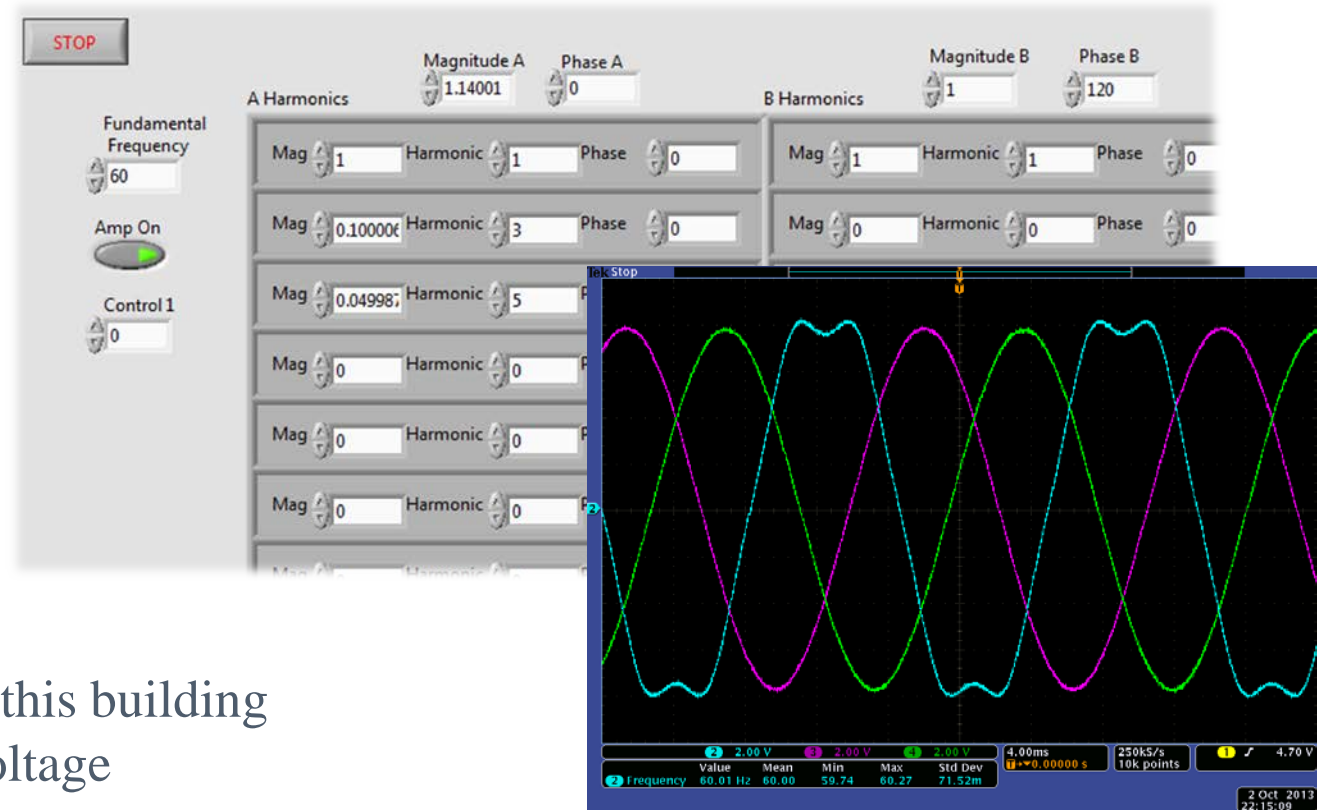 STOP
Magnitude A Phase A Magnitude B Phase B
1.14001 0 1 120
A Harmonics B Harmonics
Fundamental
Frequency
60
Mag 1 Harmonic 1 Phase 0 Mag 1 Harmonic 1 Phase 0
Amp On
Mag 0.100006 Harmonic 3 Phase 0 Mag 0 Harmonic 0 Phase 0
Control 1
0
Mag 0.049987 Harmonic 5 P
Mag 0 Harmonic 0
Mag 0 Harmonic 0
Mag 0 Harmonic 0
Mag Harmonic
Tek Stop
T
T
2
2 2.00 V 3 2.00 V 4 2.00 V 4.00ms 250kS/s 1 4.70 V
T 0.00000 s 10k points
Value Mean Min Max Std Dev
2 Frequency 60.01 Hz 60.00 59.74 60.27 71.52m
2 Oct 2013
22:15:09
this building
oltage